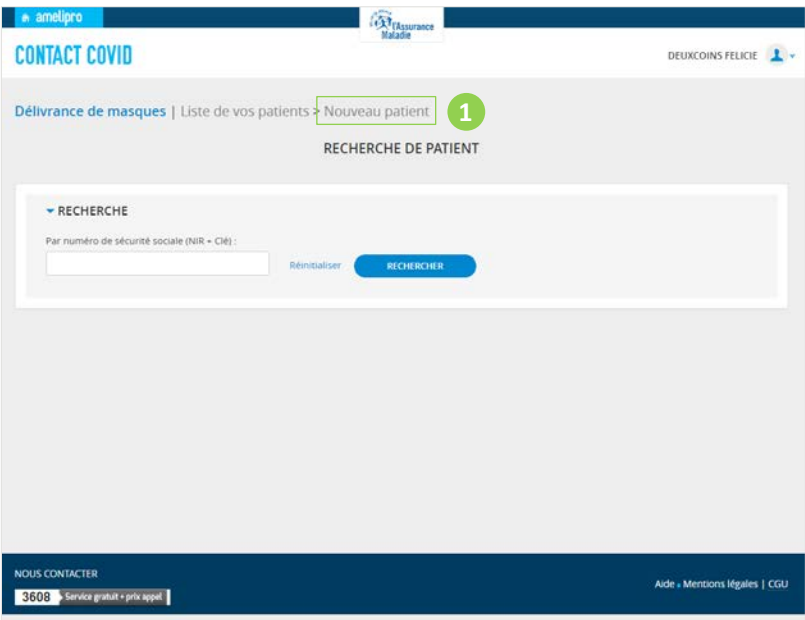 amelipro
l'Assurance
Maladie
CONTACT COVID
DEUXCOINS FELICIE
Délivrance de masques | Liste de vos patients > Nouveau patient
1
RECHERCHE DE PATIENT
RECHERCHE
Par numéro de sécurité sociale (NIR + Clé) :
Réinitialiser
RECHERCHER
NOUS CONTACTER
3608 Service gratuit + prix appel
Aide • Mentions légales | CGU